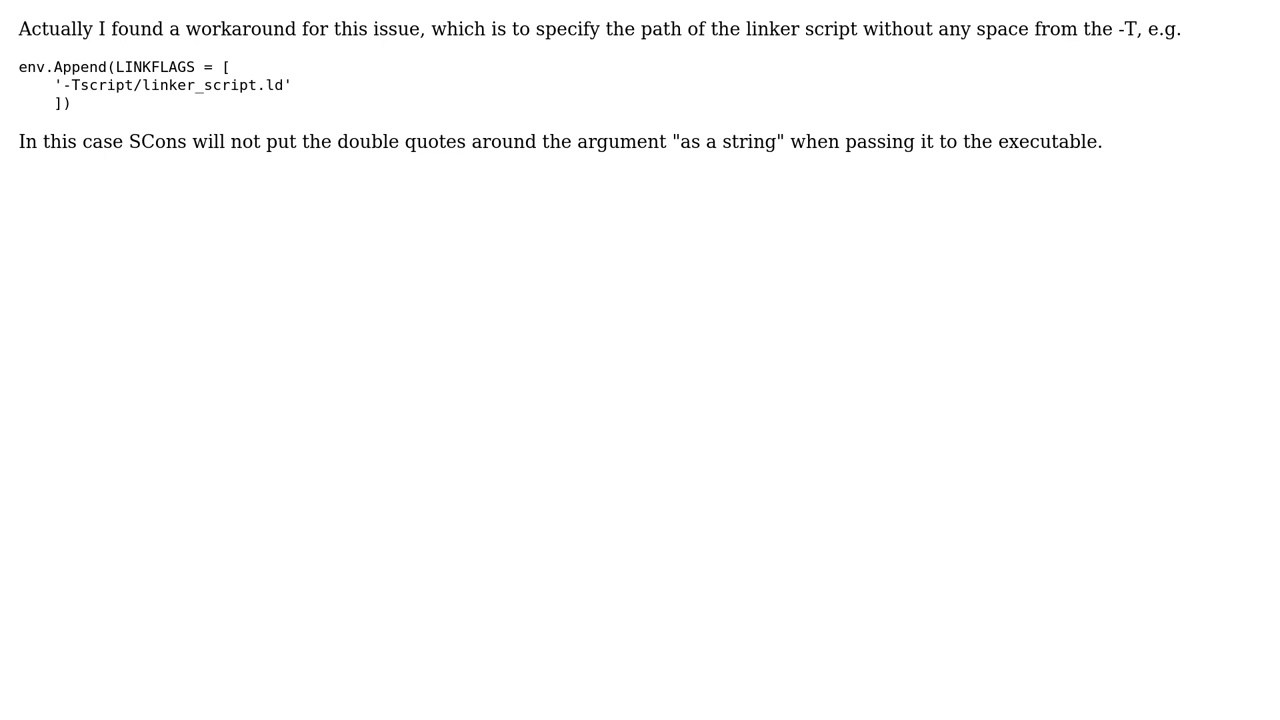 Actually I found a workaround for this issue, which is to specify the path of the linker script without any space from the -T, e.g.
env.Append(LINKFLAGS = [
    '-Tscript/linker_script.ld'
    ])
In this case SCons will not put the double quotes around the argument "as a string" when passing it to the executable.